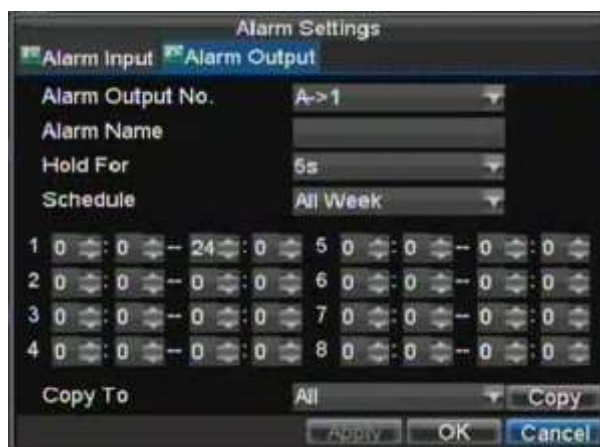 Alarm Settings
Alarm Input Alarm Output
Alarm Output No. A->1
Alarm Name
Hold For 5s
Schedule All Week
1 0 : 0 -- 24 : 0 5 0 : 0 -- 0 : 0
2 0 : 0 -- 0 : 0 6 0 : 0 -- 0 : 0
3 0 : 0 -- 0 : 0 7 0 : 0 -- 0 : 0
4 0 : 0 -- 0 : 0 8 0 : 0 -- 0 : 0
Copy To All Copy
Apply OK Cancel